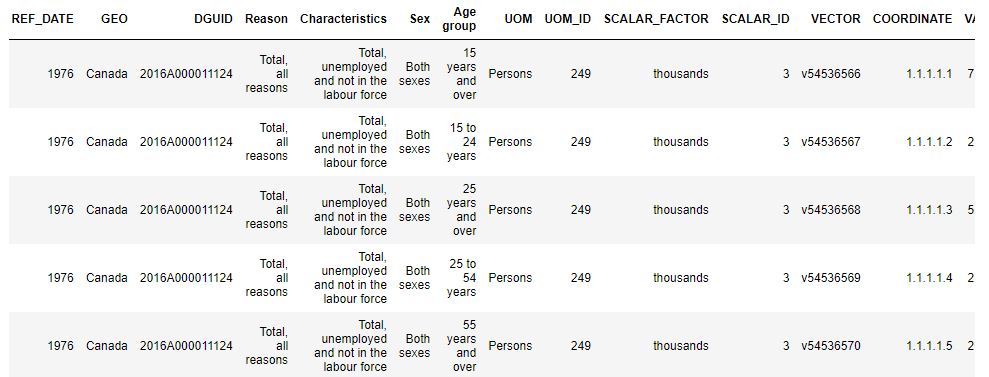 REF_DATE GEO DGUID Reason Characteristics Sex Age group UOM UOM_ID SCALAR_FACTOR SCALAR_ID VECTOR COORDINATE VA
1976 Canada 2016A000011124 Total, all reasons Total, unemployed and not in the labour force Both sexes 15 years and over Persons 249 thousands 3 v54536566 1.1.1.1.1 7
1976 Canada 2016A000011124 Total, all reasons Total, unemployed and not in the labour force Both sexes 15 to 24 years Persons 249 thousands 3 v54536567 1.1.1.1.2 2
1976 Canada 2016A000011124 Total, all reasons Total, unemployed and not in the labour force Both sexes 25 years and over Persons 249 thousands 3 v54536568 1.1.1.1.3 5
1976 Canada 2016A000011124 Total, all reasons Total, unemployed and not in the labour force Both sexes 25 to 54 years Persons 249 thousands 3 v54536569 1.1.1.1.4 2
1976 Canada 2016A000011124 Total, all reasons Total, unemployed and not in the labour force Both sexes 55 years and over Persons 249 thousands 3 v54536570 1.1.1.1.5 2